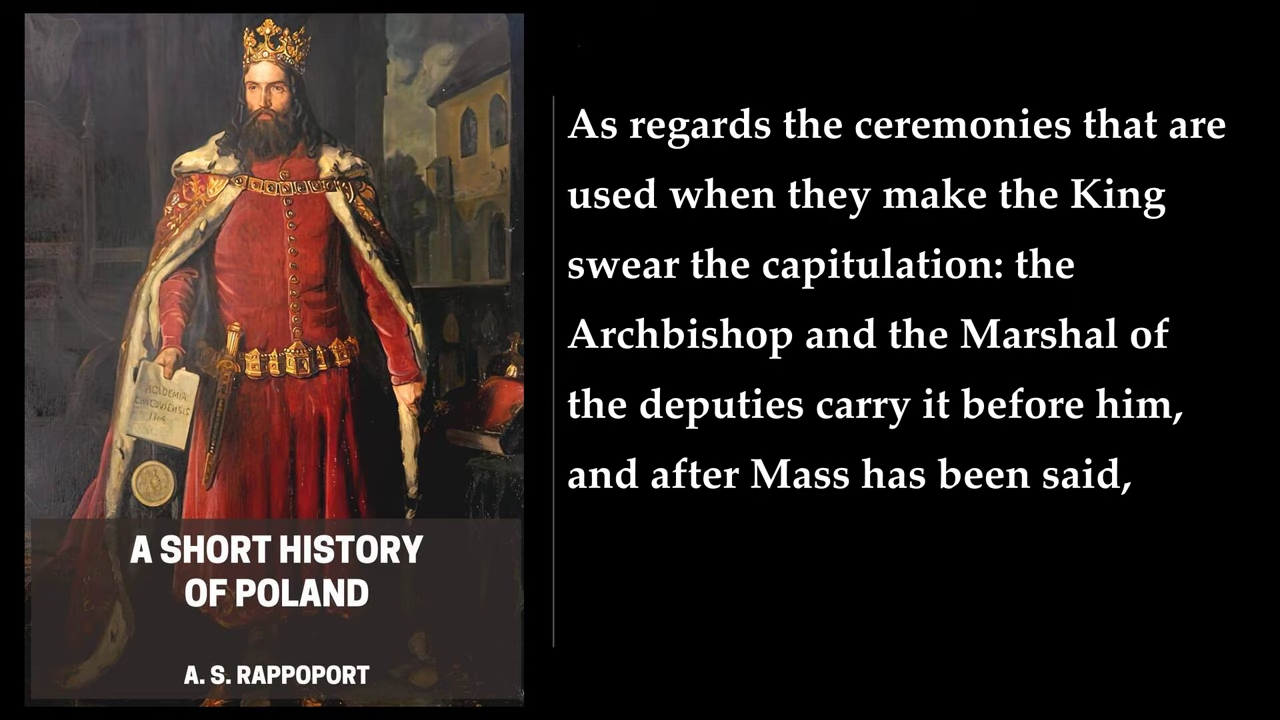 As regards the ceremonies that are
used when they make the King
swear the capitulation: the
Archbishop and the Marshal of
the deputies carry it before him,
and after Mass has been said,
ACADEMIA
A SHORT HISTORY
OF POLAND
A. S. RAPPOPORT